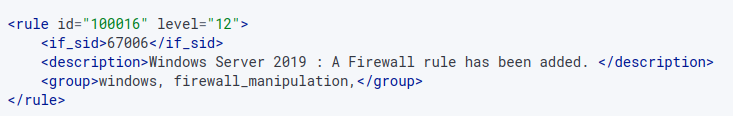 <rule id="100016" level="12">
    <if_sid>67006</if_sid>
    <description>Windows Server 2019 : A Firewall rule has been added. </description>
    <group>windows, firewall_manipulation,</group>
</rule>